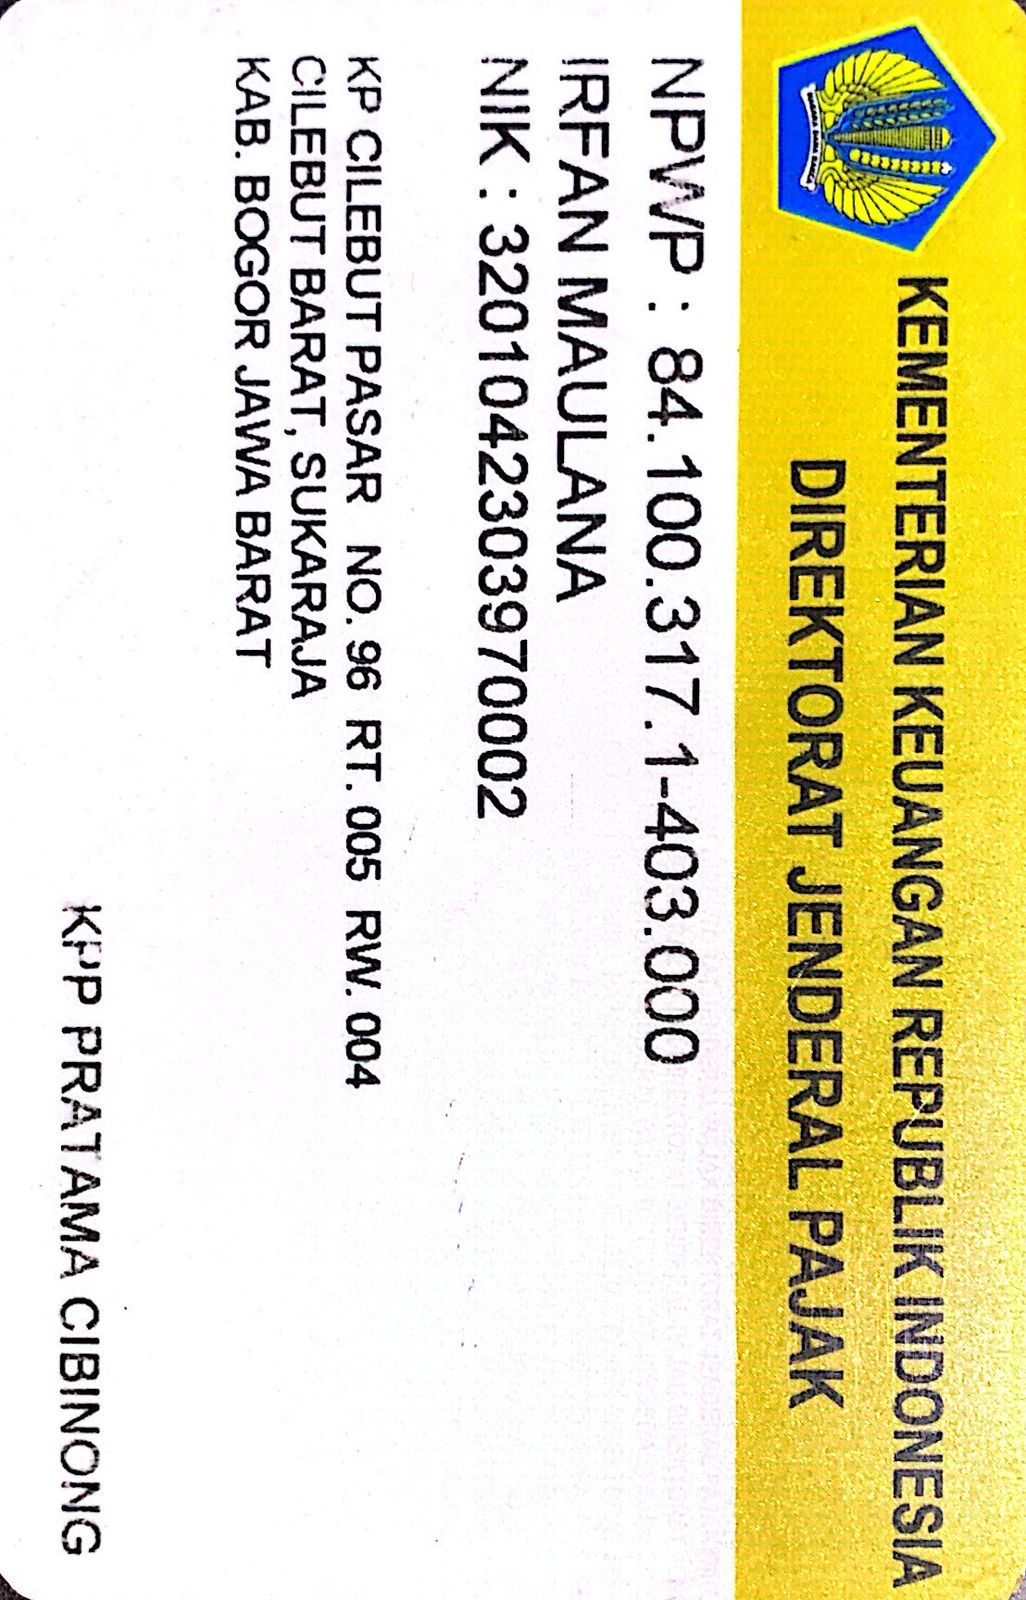 KEMENTERIAN KEUANGAN REPUBLIK INDONESIA
DIREKTORAT JENDERAL PAJAK
NAGARA DANA RAKCA
NPWP : 84.100.317.1-403.000
IRFAN MAULANA
NIK : 3201042303970002
KP CILEBUT PASAR NO. 96 RT. 005 RW. 004
CILEBUT BARAT, SUKARAJA
KAB. BOGOR JAWA BARAT
KPP PRATAMA CIBINONG